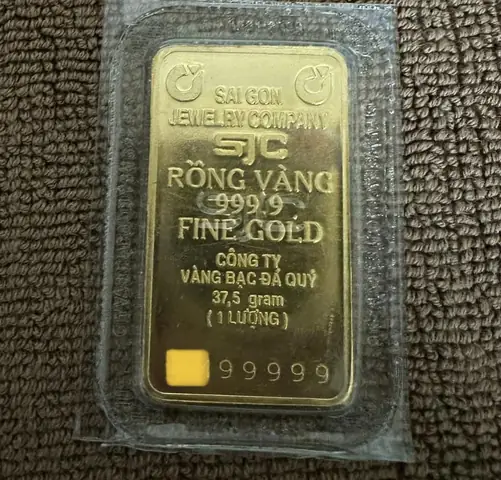 SAI GON
JEWELRY COMPANY
SJC
RỒNG VÀNG
999.9
FINE GOLD
CÔNG TY
VÀNG BẠC ĐÁ QUÝ
37,5 gram
( 1 LƯỢNG )
99999